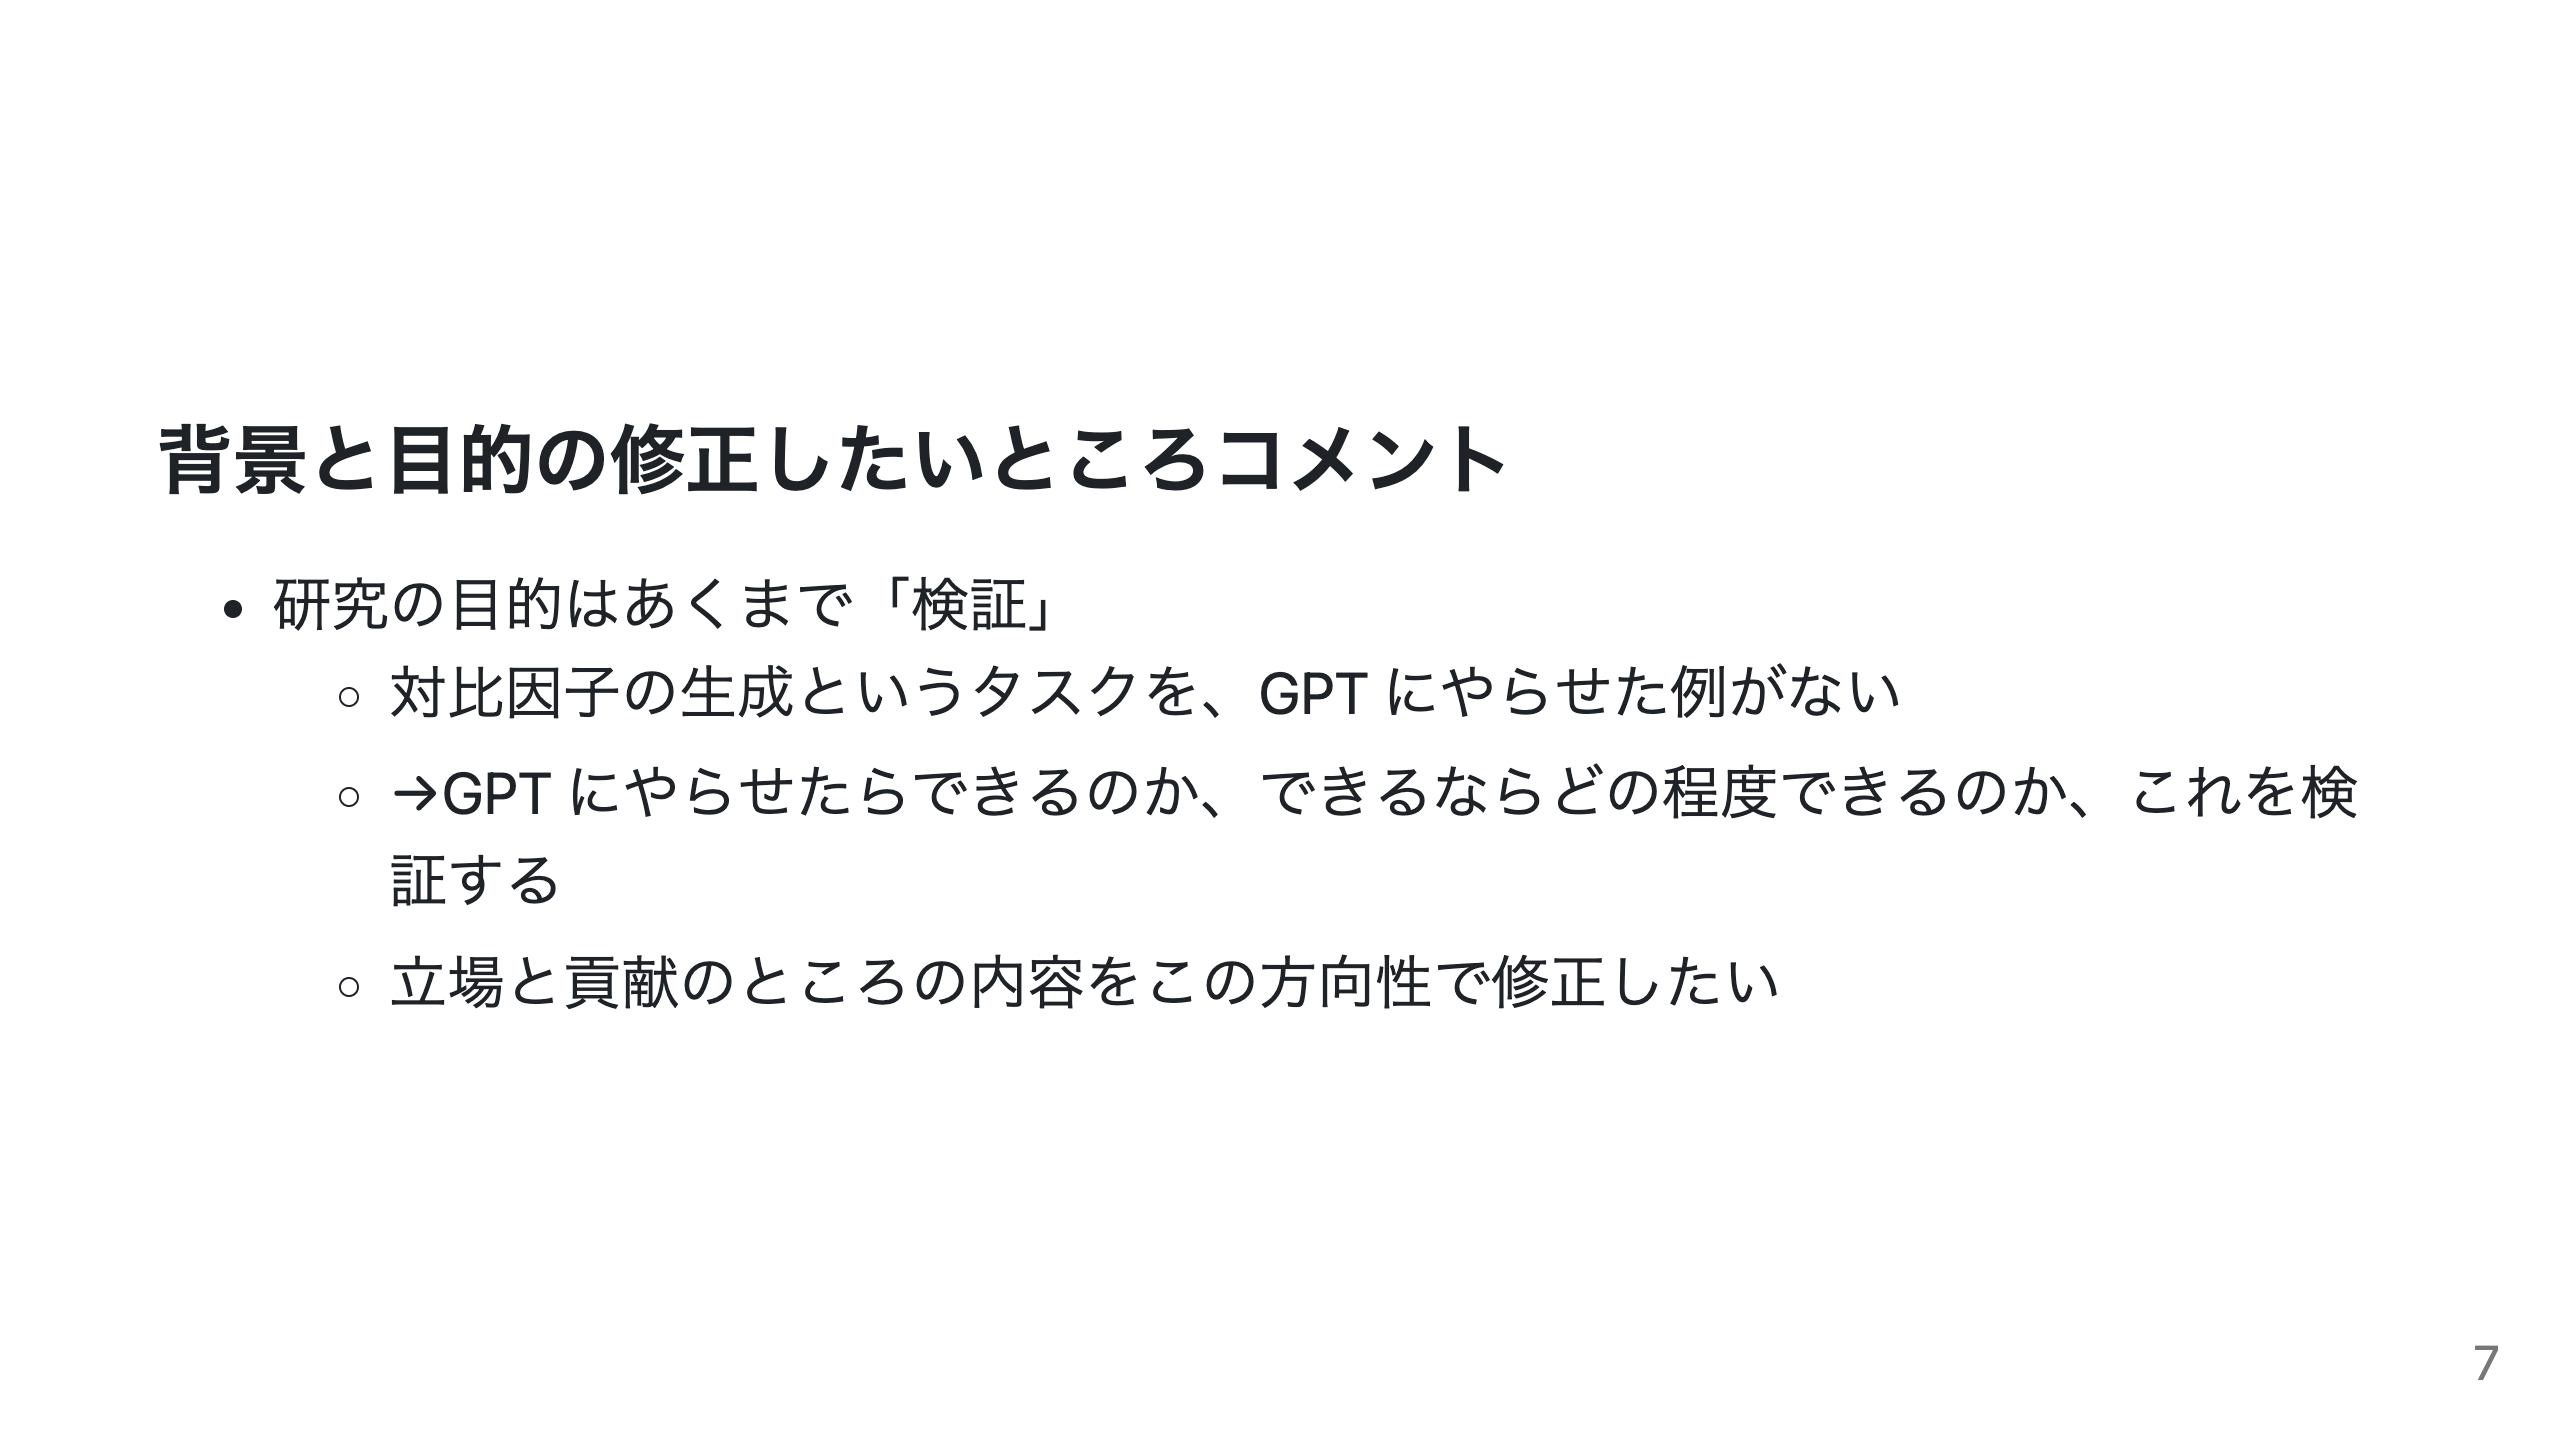 背景と目的の修正したいところコメント
• 研究の目的はあくまで「検証」
○ 対比因子の生成というタスクを、GPT にやらせた例がない
○ →GPT にやらせたらできるのか、できるならどの程度できるのか、これを検
証する
○ 立場と貢献のところの内容をこの方向性で修正したい
7